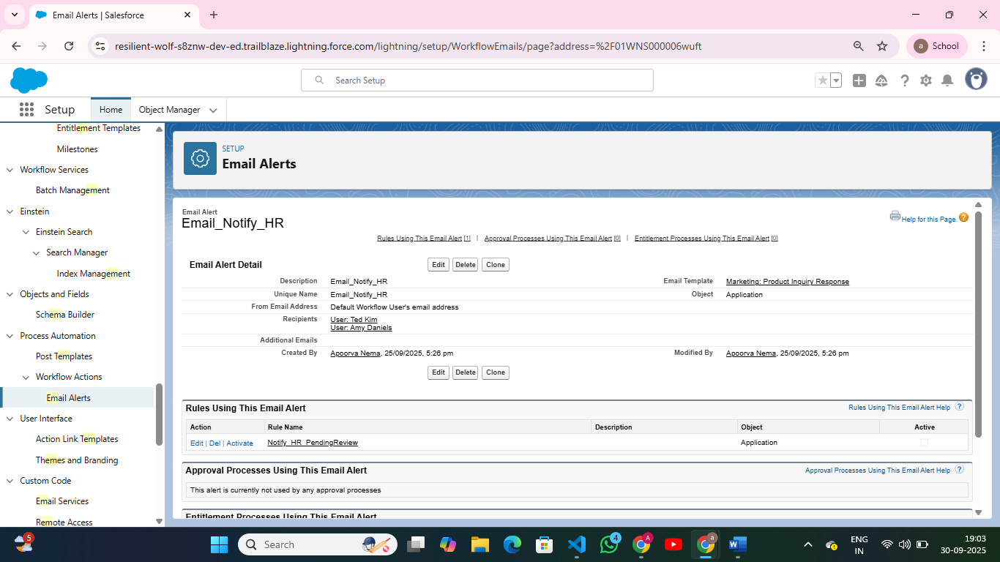 Email Alerts | Salesforce
resilient-wolf-s8znw-dev-ed.trailblaze.lightning.force.com/lightning/setup/WorkflowEmails/page?address=%2F01WNS000006wuft
a School
Search Setup
Setup
Home
Object Manager
Entitlement Templates
Milestones
Workflow Services
Batch Management
Einstein
Einstein Search
Search Manager
Index Management
Objects and Fields
Schema Builder
Process Automation
Post Templates
Workflow Actions
Email Alerts
User Interface
Action Link Templates
Themes and Branding
Custom Code
Email Services
Remote Access
SETUP
Email Alerts
Email Alert
Email_Notify_HR
Help for this Page
Rules Using This Email Alert [1] | Approval Processes Using This Email Alert [0] | Entitlement Processes Using This Email Alert [0]
Email Alert Detail
Edit Delete Clone
Description Email_Notify_HR Email Template Marketing: Product Inquiry Response
Unique Name Email_Notify_HR Object Application
From Email Address Default Workflow User's email address
Recipients User: Ted Kim
User: Amy Daniels
Additional Emails
Created By Apoorva Nema, 25/09/2025, 5:26 pm Modified By Apoorva Nema, 25/09/2025, 5:26 pm
Edit Delete Clone
Rules Using This Email Alert
Rules Using This Email Alert Help ?
Action Rule Name Description Object Active
Edit | Del | Activate Notify_HR_PendingReview Application
Approval Processes Using This Email Alert
Approval Processes Using This Email Alert Help ?
This alert is currently not used by any approval processes
Entitlement Processes Using This Email Alert
5
Search
4
A
a
ENG
IN
19:03
30-09-2025